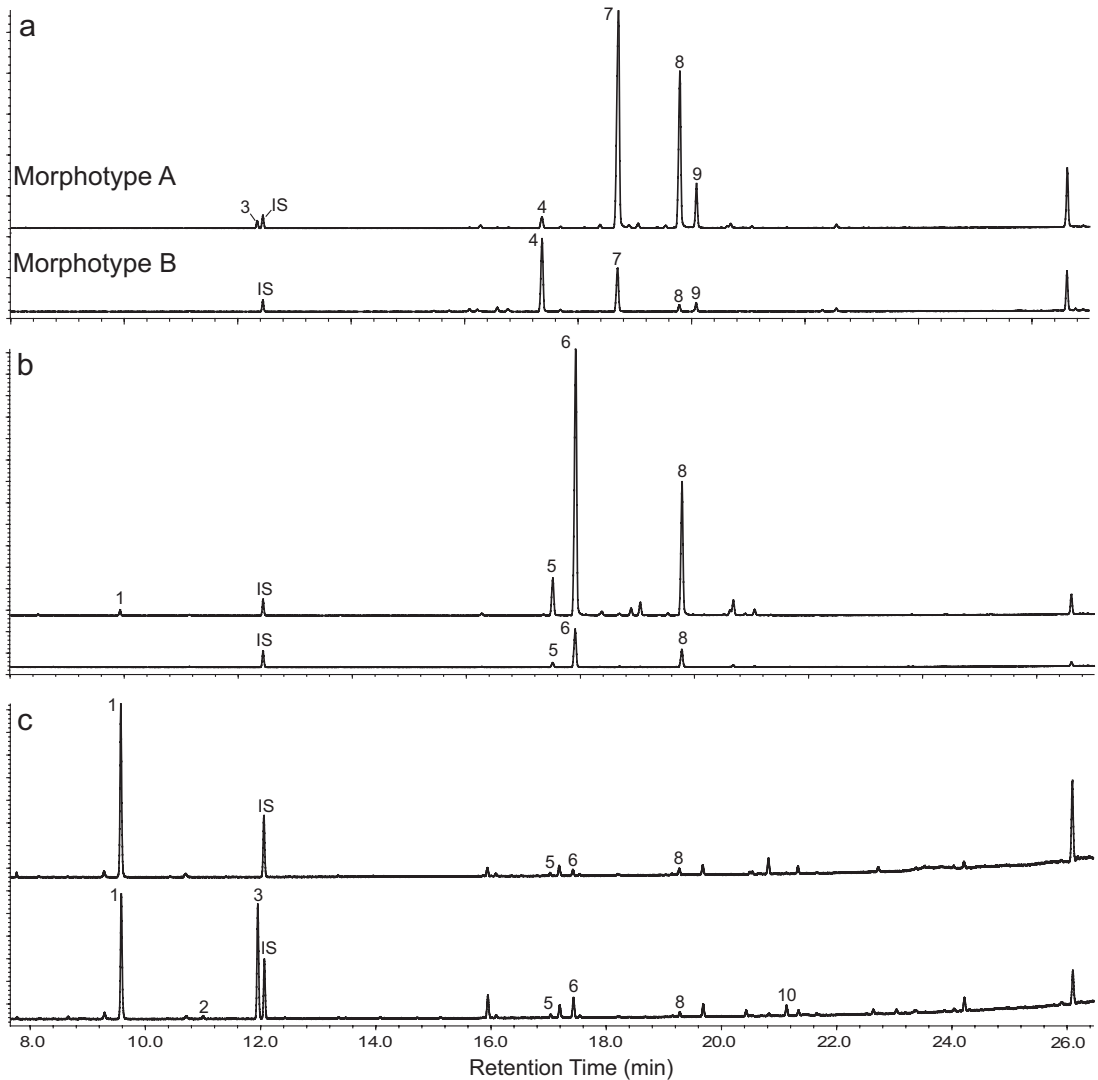 a
7
8
Morphotype A
9
3 IS
4
Morphotype B
4
7
IS
8 9
b
6
8
5
1 IS
IS
6
5 8
c
1
IS
5 6 8
1 3
IS
2 5 6 8 10
8.0 10.0 12.0 14.0 16.0 18.0 20.0 22.0 24.0 26.0
Retention Time (min)